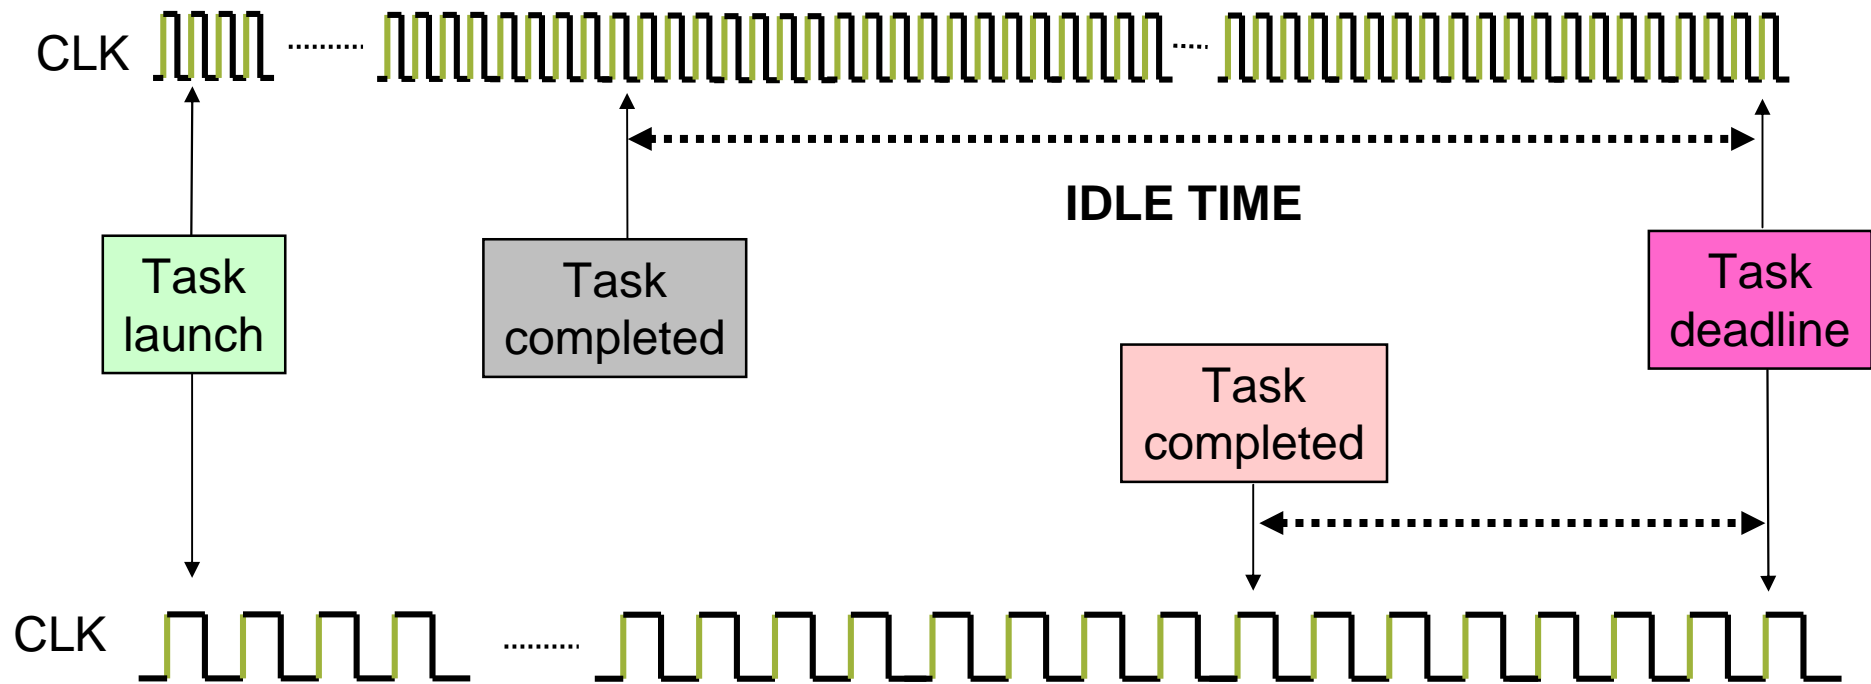 CLK
IDLE TIME
Task
launch
Task
completed
Task
deadline
Task
completed
CLK